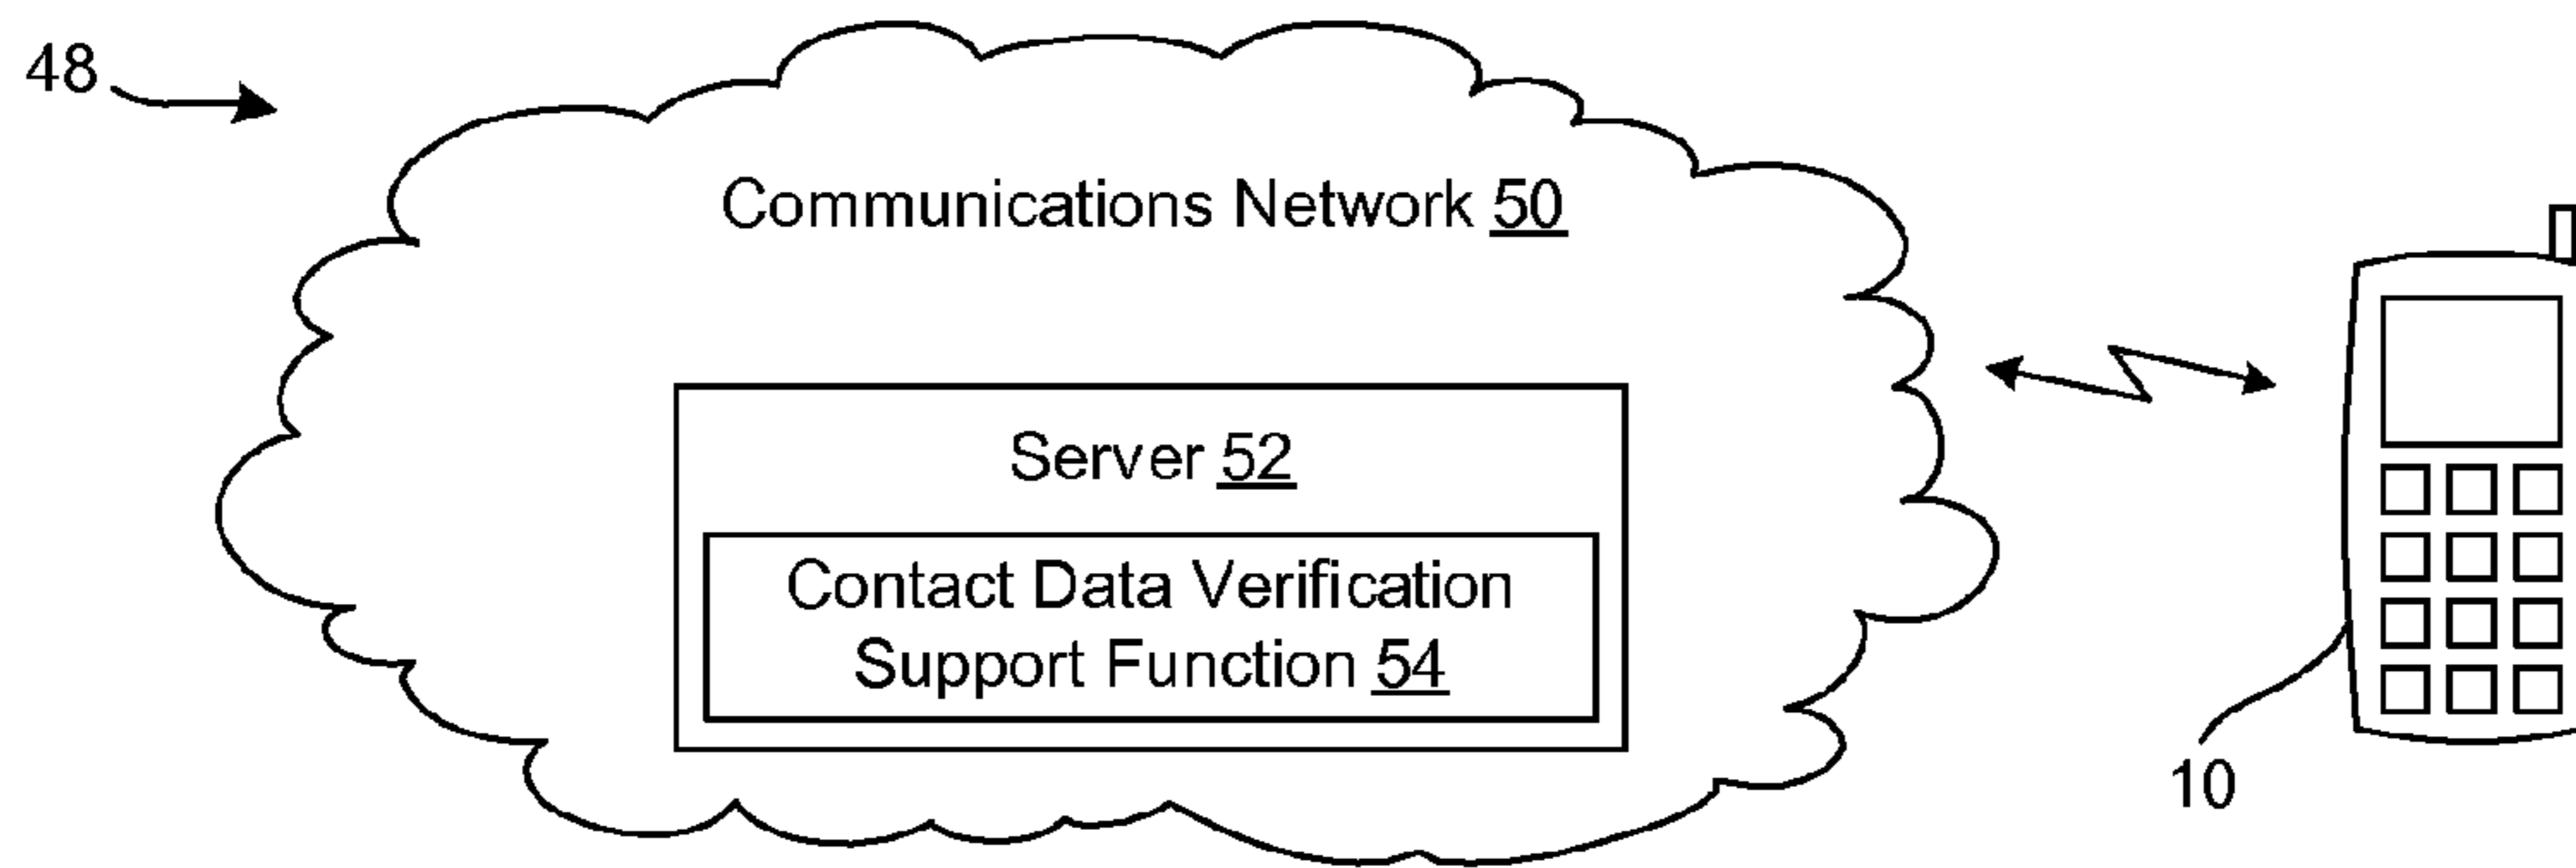 48
Communications Network 50
Server 52
Contact Data Verification
Support Function 54
10